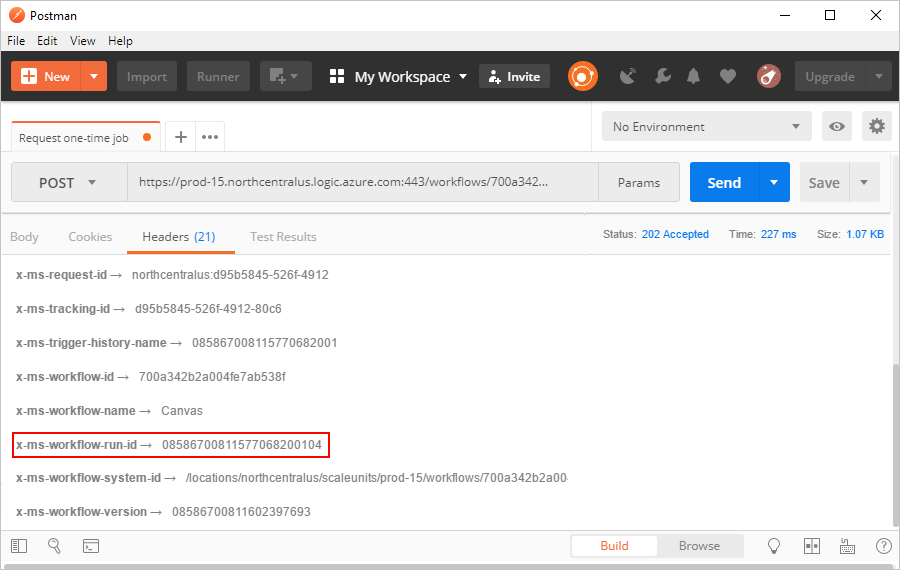 Postman
File Edit View Help
New Import Runner My Workspace Invite Upgrade
Request one-time job No Environment
POST https://prod-15.northcentralus.logic.azure.com:443/workflows/700a342... Params Send Save
Body Cookies Headers (21) Test Results Status: 202 Accepted Time: 227 ms Size: 1.07 KB
x-ms-request-id → northcentralus:d95b5845-526f-4912
x-ms-tracking-id → d95b5845-526f-4912-80c6
x-ms-trigger-history-name → 085867008115770682001
x-ms-workflow-id → 700a342b2a004fe7ab538f
x-ms-workflow-name → Canvas
x-ms-workflow-run-id → 08586700811577068200104
x-ms-workflow-system-id → /locations/northcentralus/scaleunits/prod-15/workflows/700a342b2a00
x-ms-workflow-version → 08586700811602397693
Build Browse